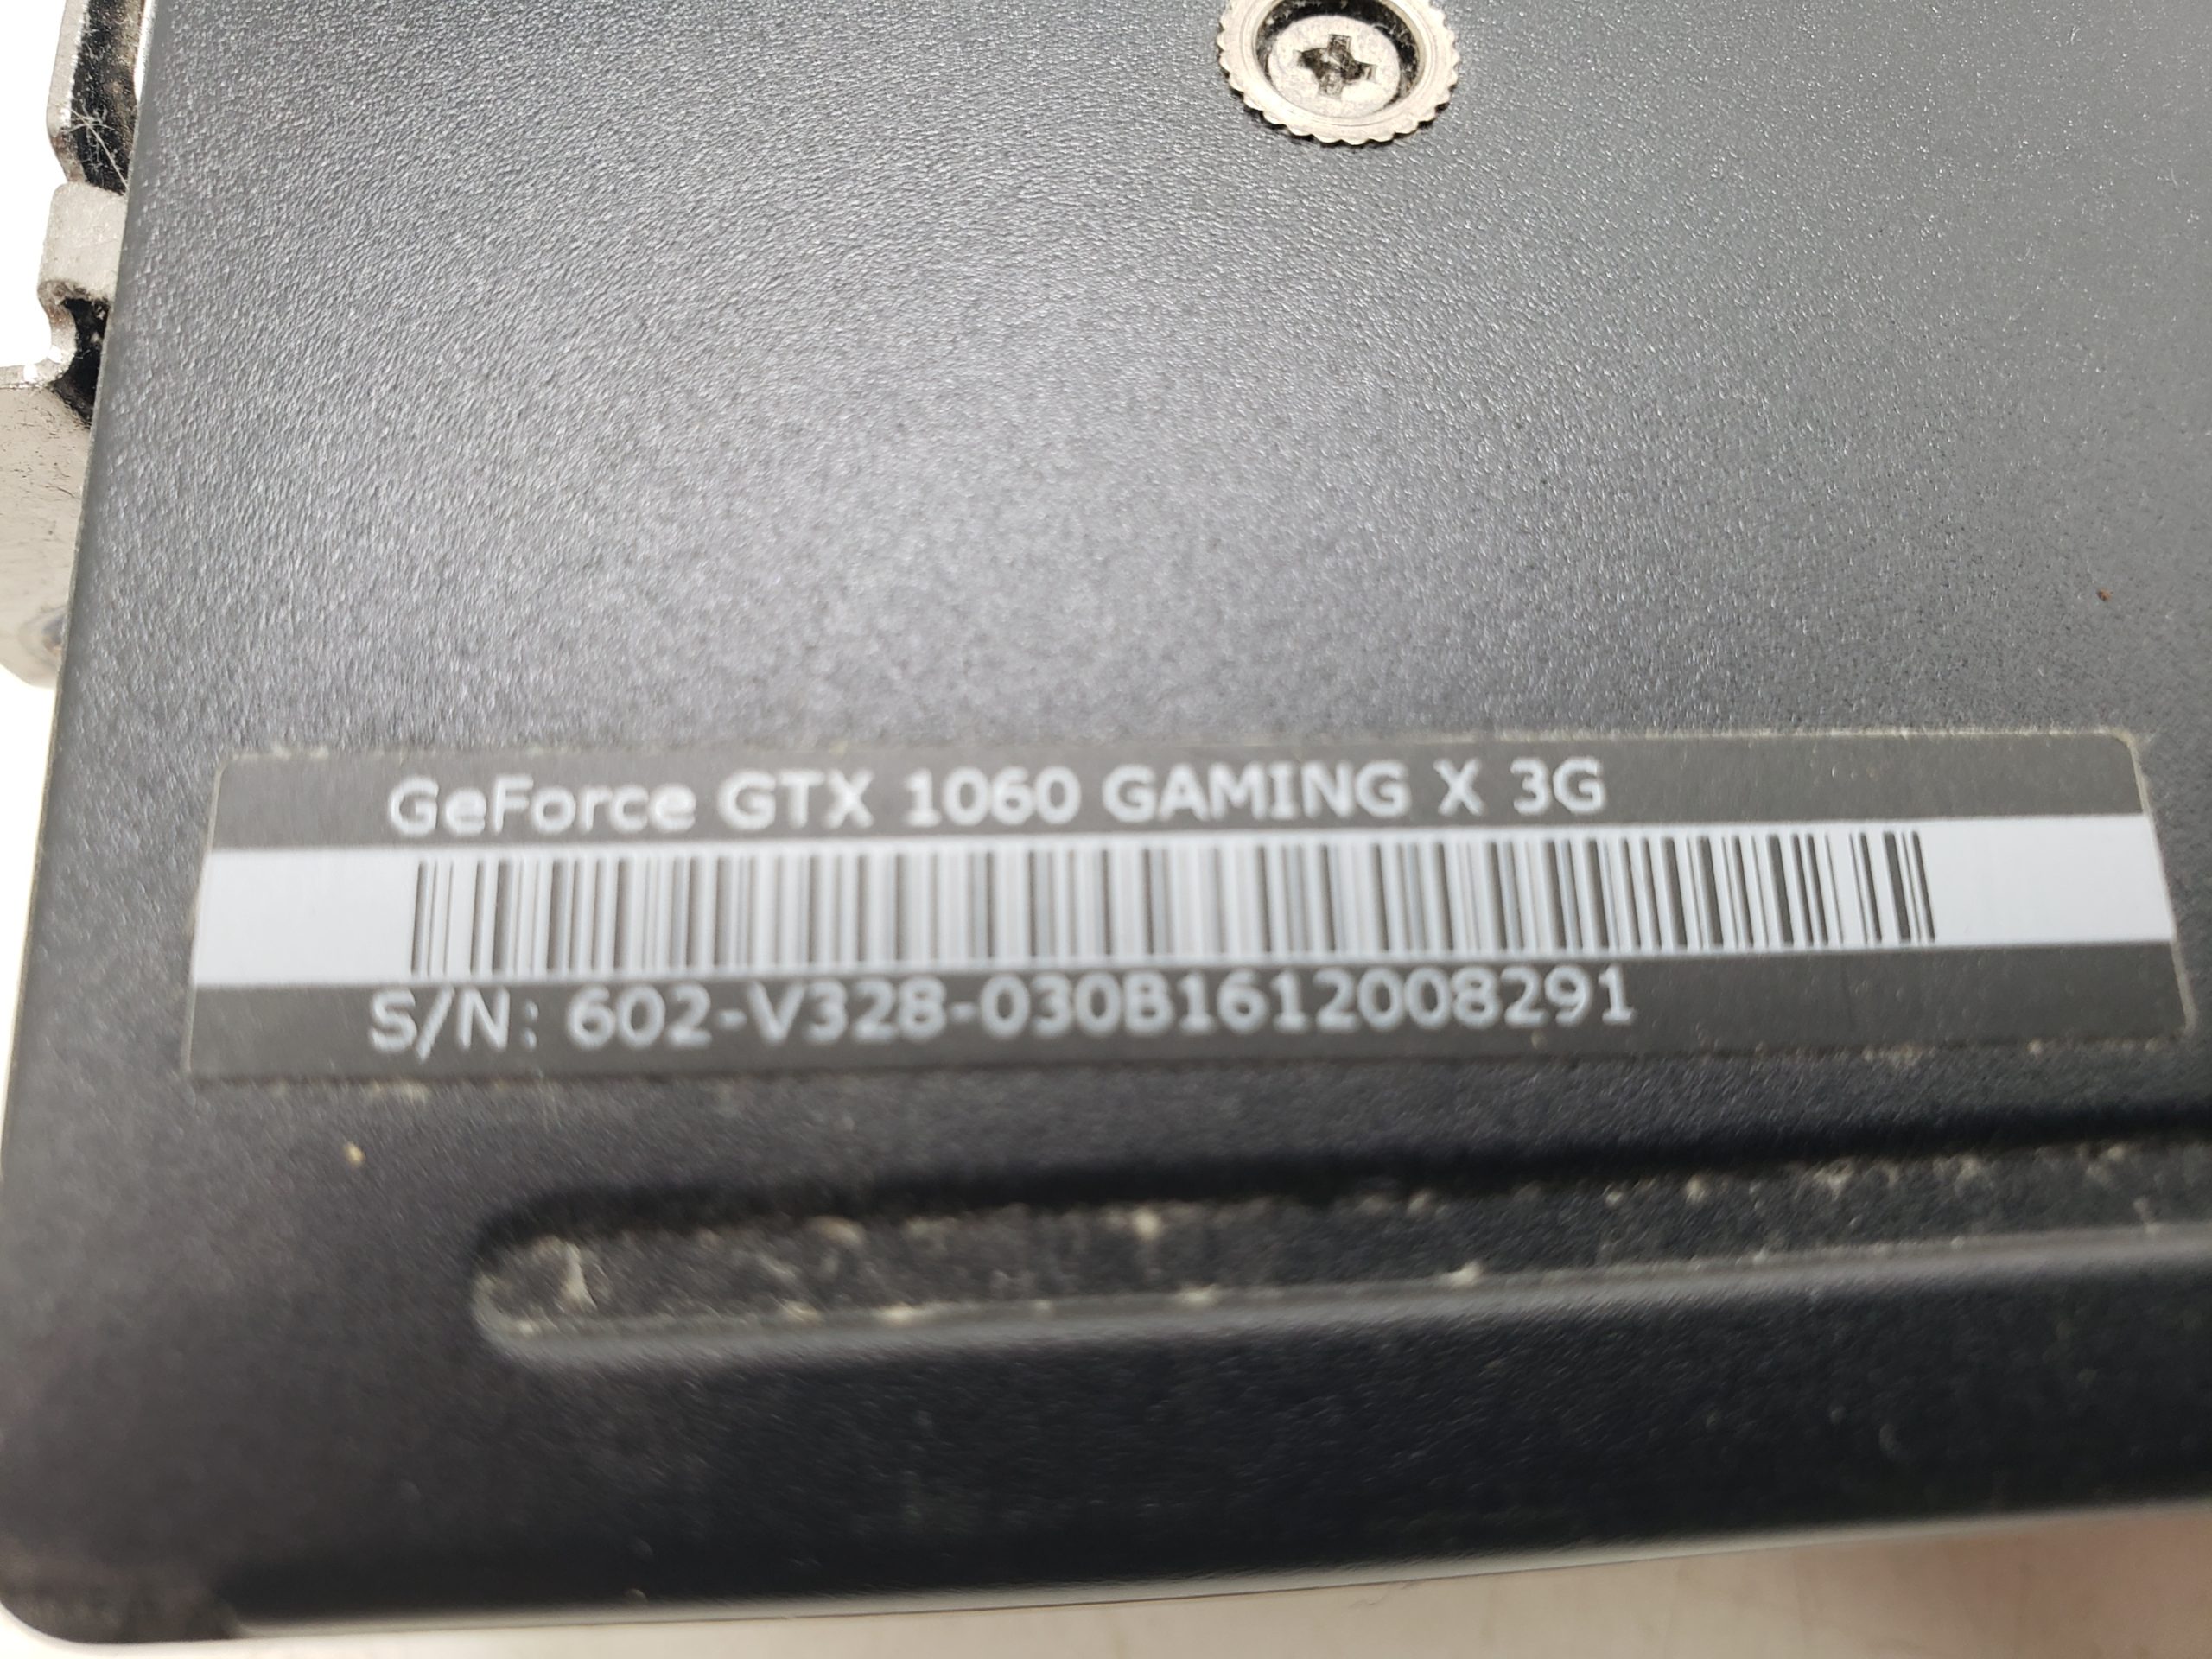 GeForce GTX 1060 GAMING X 3G
S/N: 602-V328-030B1612008291